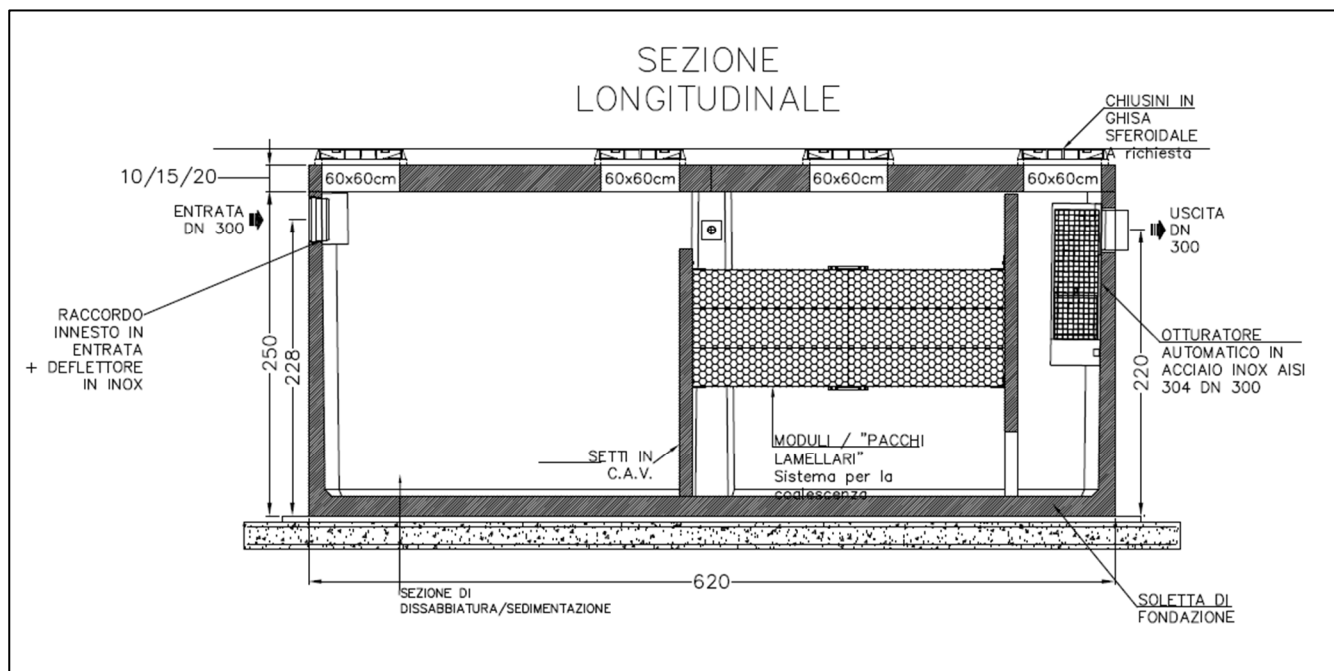 SEZIONE
LONGITUDINALE
CHIUSINI IN
GHISA
SFEROIDALE
A richiesta
10/15/20
60x60cm
60x60cm
60x60cm
60x60cm
ENTRATA
DN 300
USCITA
DN
300
RACCORDO
INNESTO IN
ENTRATA
+ DEFLETTORE
IN INOX
250
228
220
OTTURATORE
AUTOMATICO IN
ACCIAIO INOX AISI
304 DN 300
SETTI IN
C.A.V.
MODULI / "PACCHI
LAMELLARI"
Sistema per la
coalescenza
620
SEZIONE DI
DISSABBIATURA/SEDIMENTAZIONE
SOLETTA DI
FONDAZIONE